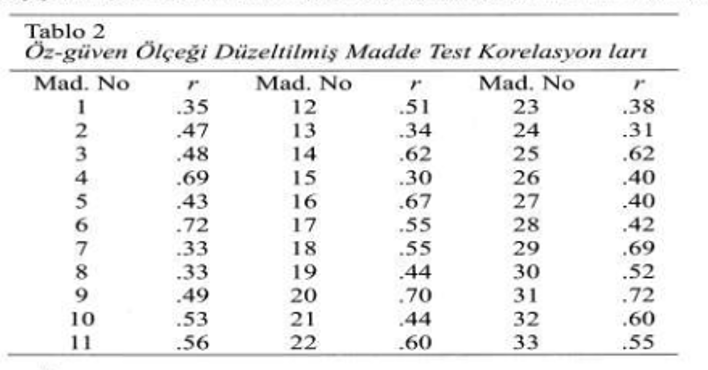 Tablo 2
Öz-güven Ölçeği Düzeltilmiş Madde Test Korelasyon ları
Mad. No r Mad. No r Mad. No r
1 .35 12 .51 23 .38
2 .47 13 .34 24 .31
3 .48 14 .62 25 .62
4 .69 15 .30 26 .40
5 .43 16 .67 27 .40
6 .72 17 .55 28 .42
7 .33 18 .55 29 .69
8 .33 19 .44 30 .52
9 .49 20 .70 31 .72
10 .53 21 .44 32 .60
11 .56 22 .60 33 .55